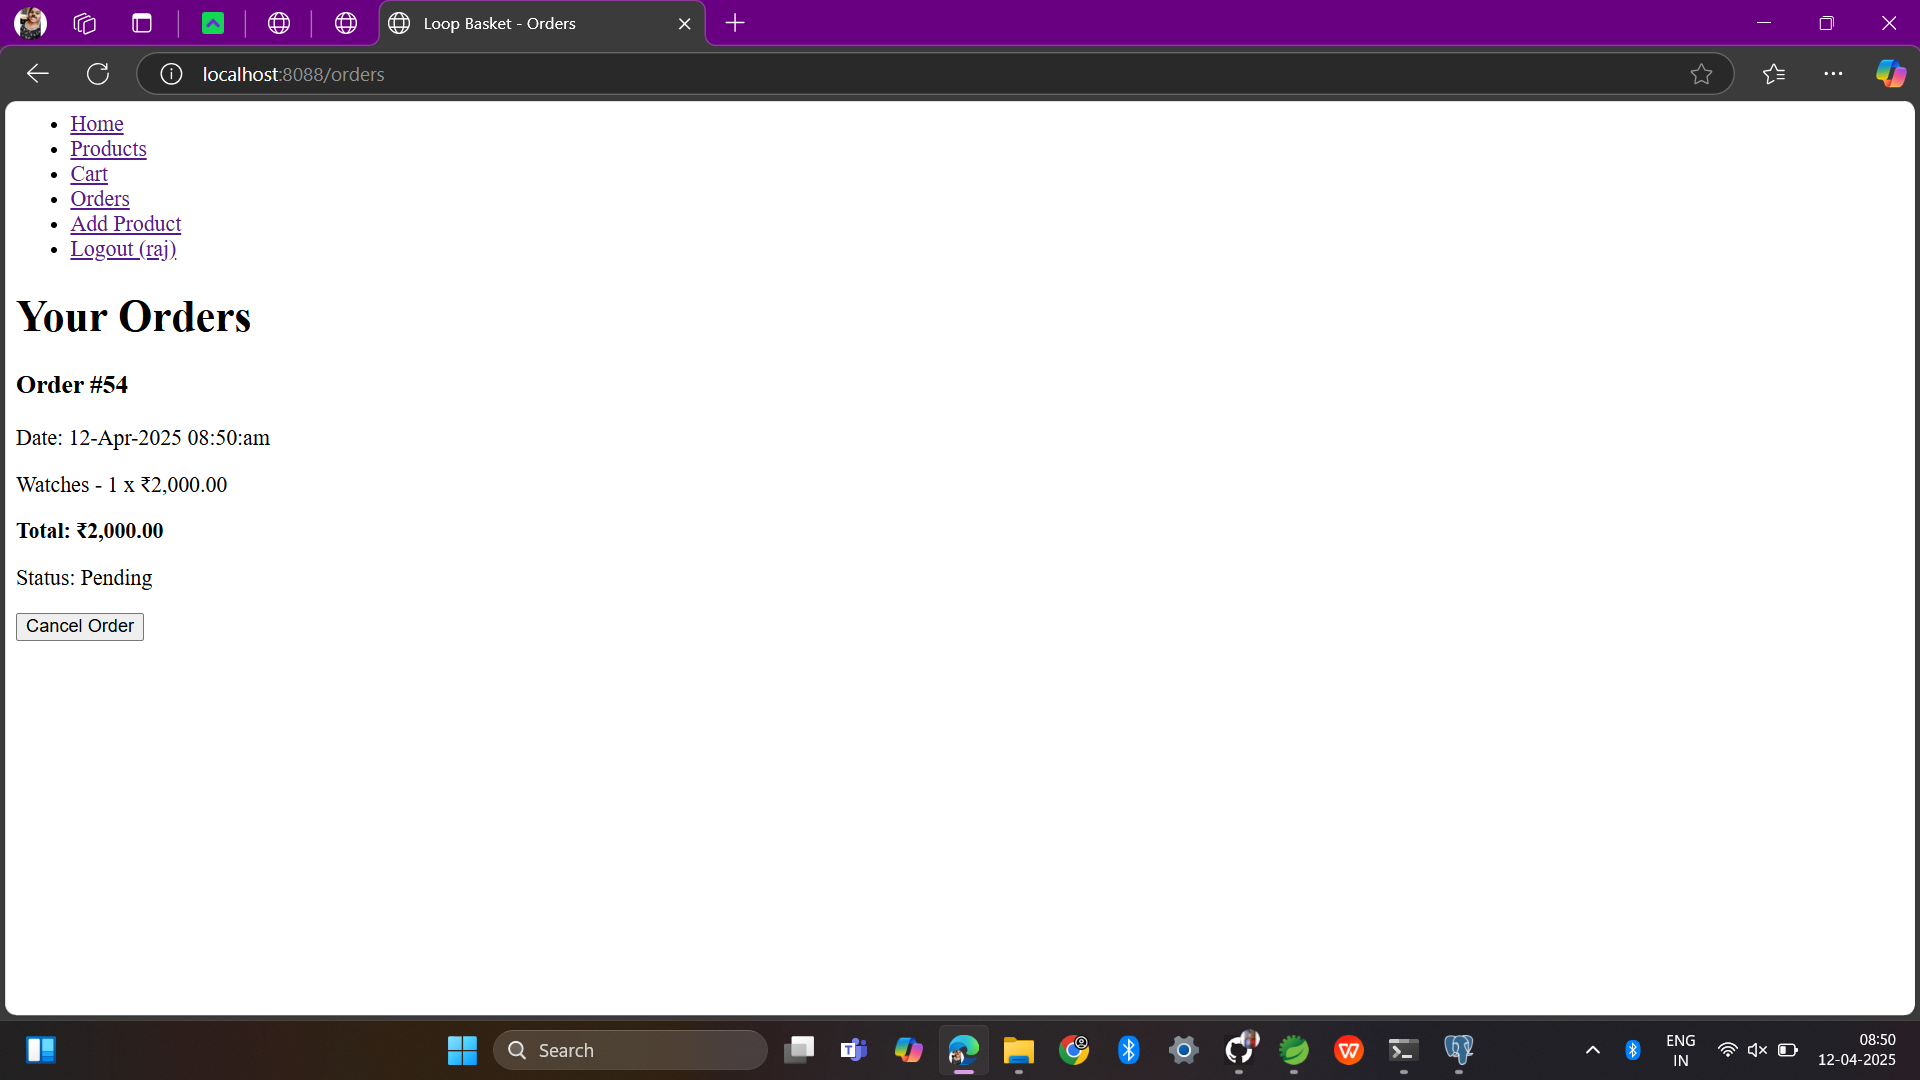 Loop Basket - Orders
localhost:8088/orders
Home
Products
Cart
Orders
Add Product
Logout (raj)
Your Orders
Order #54
Date: 12-Apr-2025 08:50:am
Watches - 1 x ₹2,000.00
Total: ₹2,000.00
Status: Pending
Cancel Order
Search
ENG
IN
08:50
12-04-2025